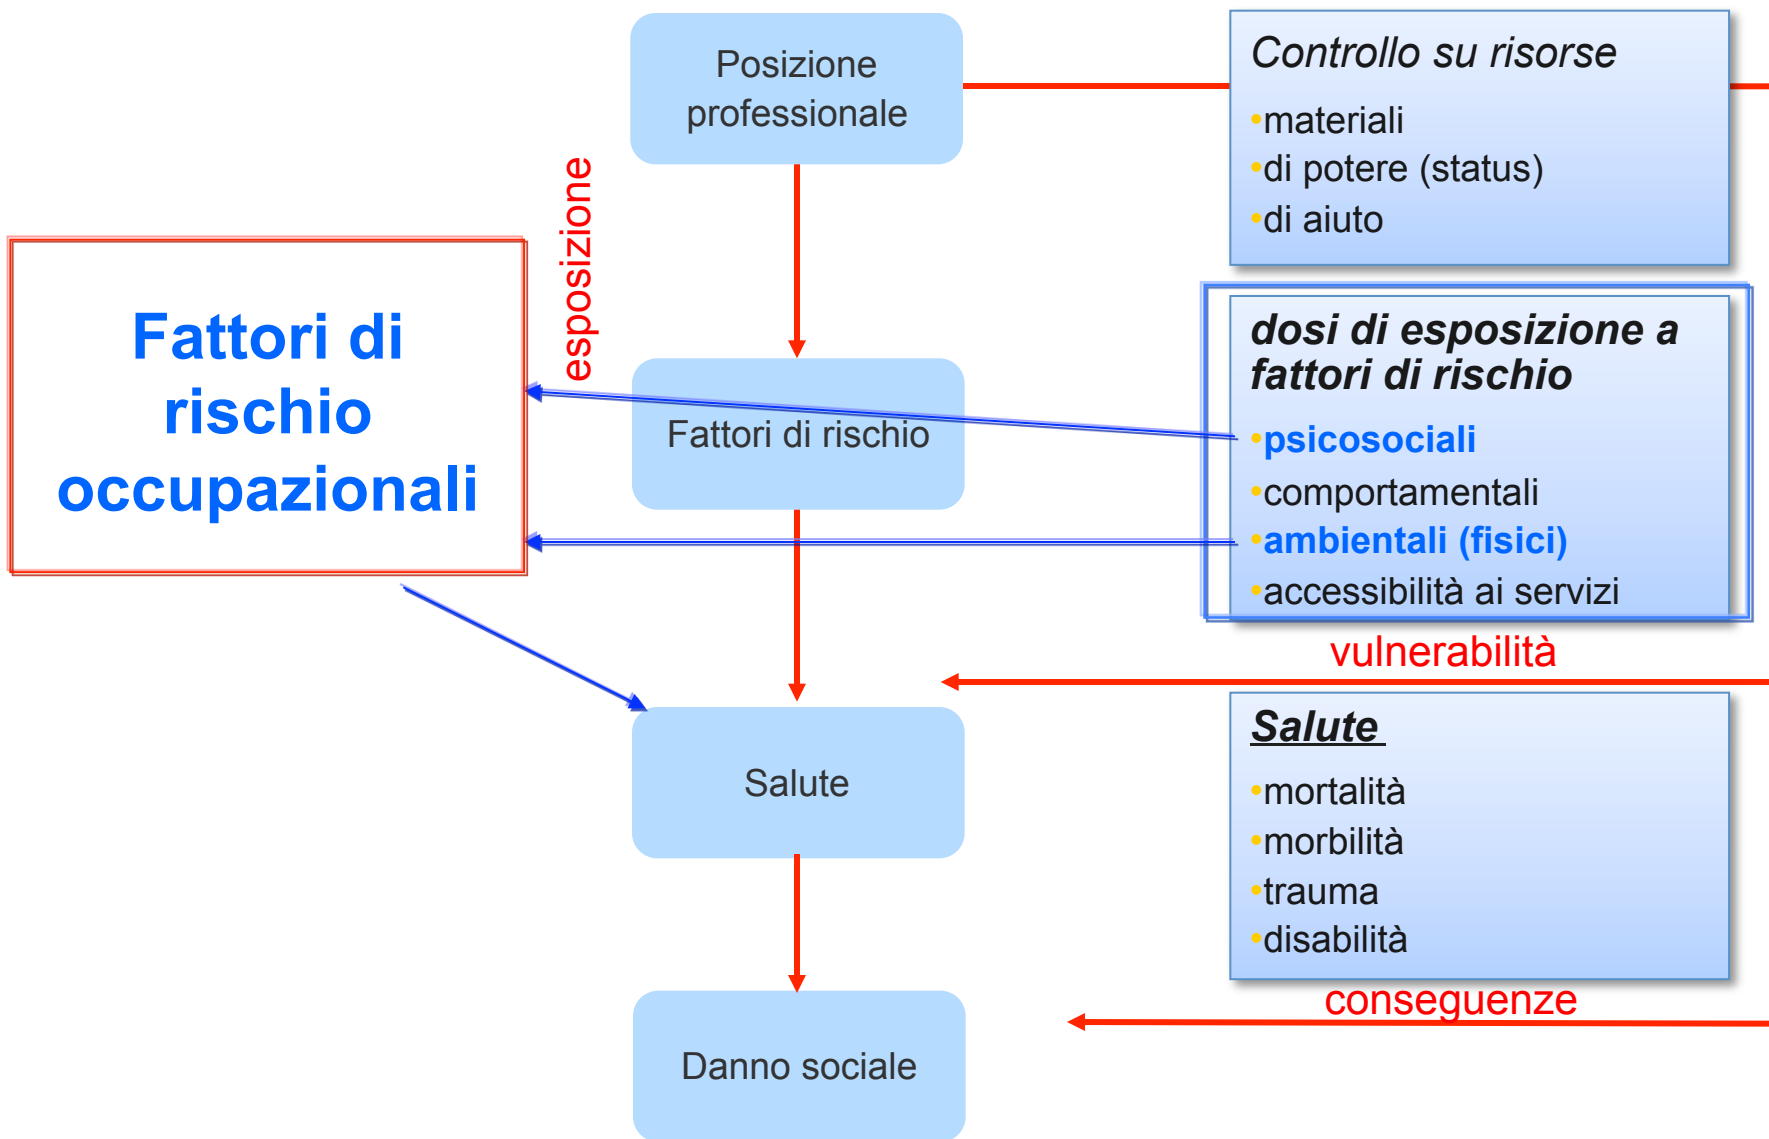 Posizione
professionale
Controllo su risorse
•materiali
•di potere (status)
•di aiuto
esposizione
Fattori di
rischio
occupazionali
Fattori di rischio
dosi di esposizione a
fattori di rischio
•psicosociali
•comportamentali
•ambientali (fisici)
•accessibilità ai servizi
vulnerabilità
Salute
Salute
•mortalità
•morbilità
•trauma
•disabilità
conseguenze
Danno sociale